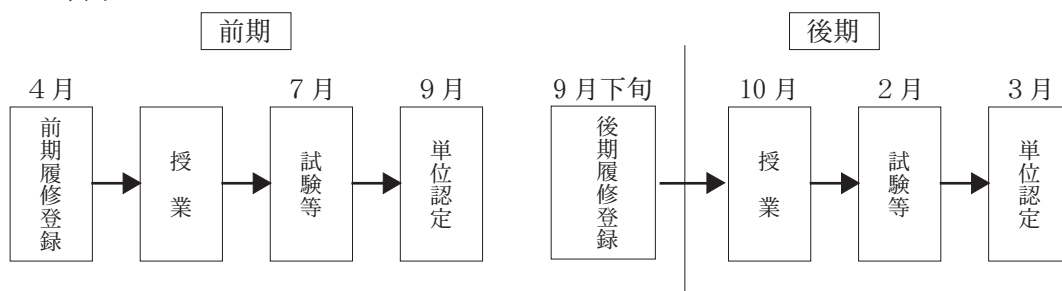 前期
後期
4月
7月
9月
9月下旬
10月
2月
3月
前期履修登録
授業
試験等
単位認定
後期履修登録
授業
試験等
単位認定